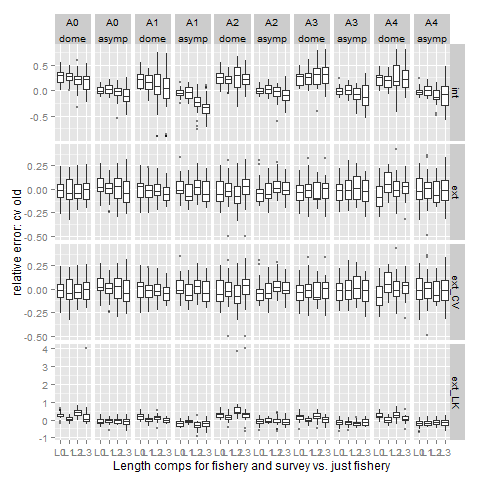 A0 A0 A1 A1 A2 A2 A3 A3 A4 A4
dome asymp dome asymp dome asymp dome asymp dome asymp
0.5
0.0
-0.5
int
0.25
0.00
-0.25
-0.50
ext
0.25
0.00
-0.25
-0.50
ext_CV
4
3
2
1
0
-1
ext_LK
relative error: cv old
Length comps for fishery and survey vs. just fishery